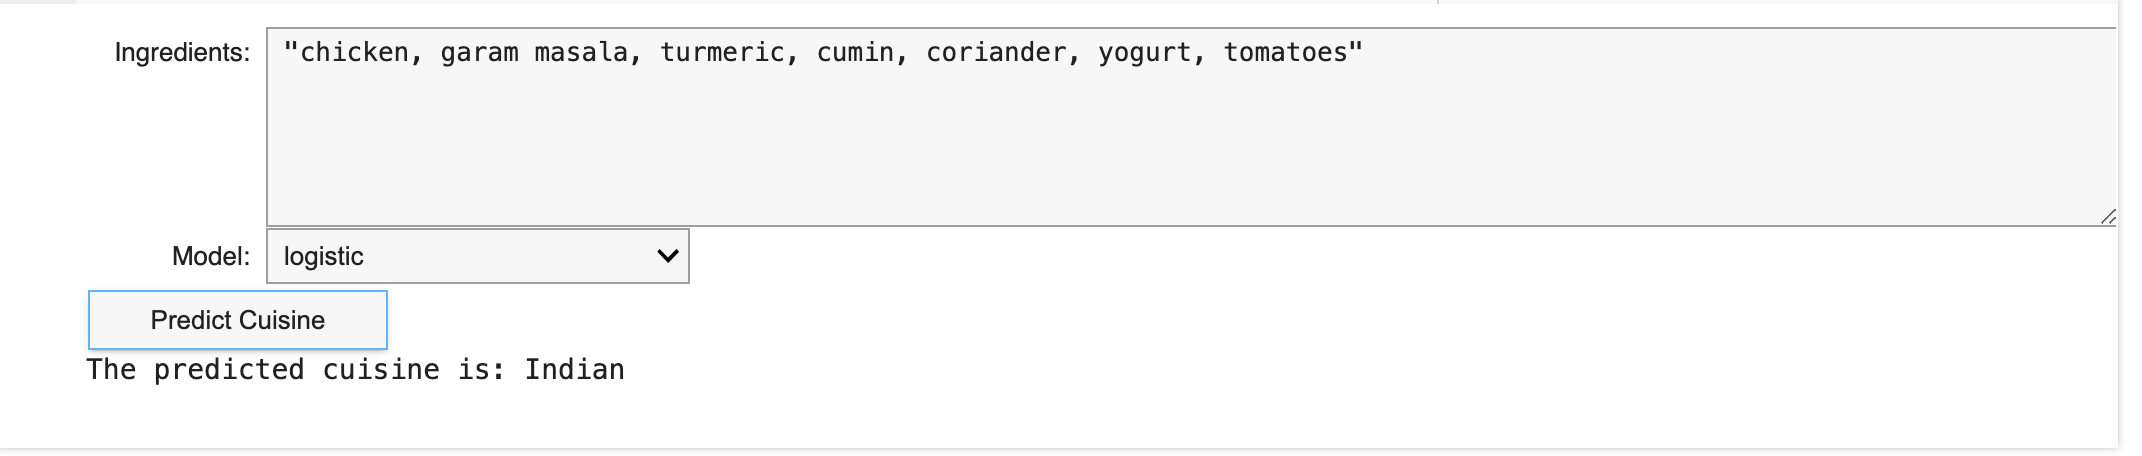 Ingredients: "chicken, garam masala, turmeric, cumin, coriander, yogurt, tomatoes"
Model: logistic
Predict Cuisine
The predicted cuisine is: Indian